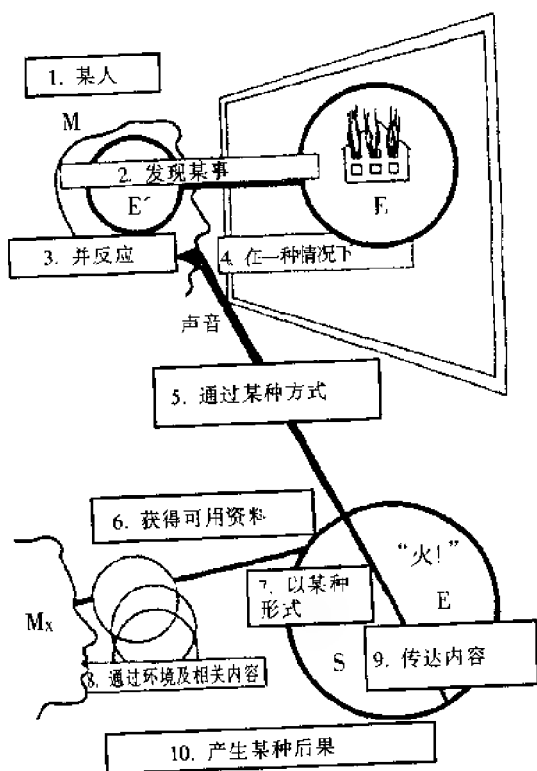 1. 某人
M
2. 发现某事
E´
E
3. 并反应
4. 在一种情况下
声音
5. 通过某种方式
6. 获得可用资料
“火!”
7. 以某种
形式
E
Mx
S
9. 传达内容
8. 通过环境及相关内容
10. 产生某种后果